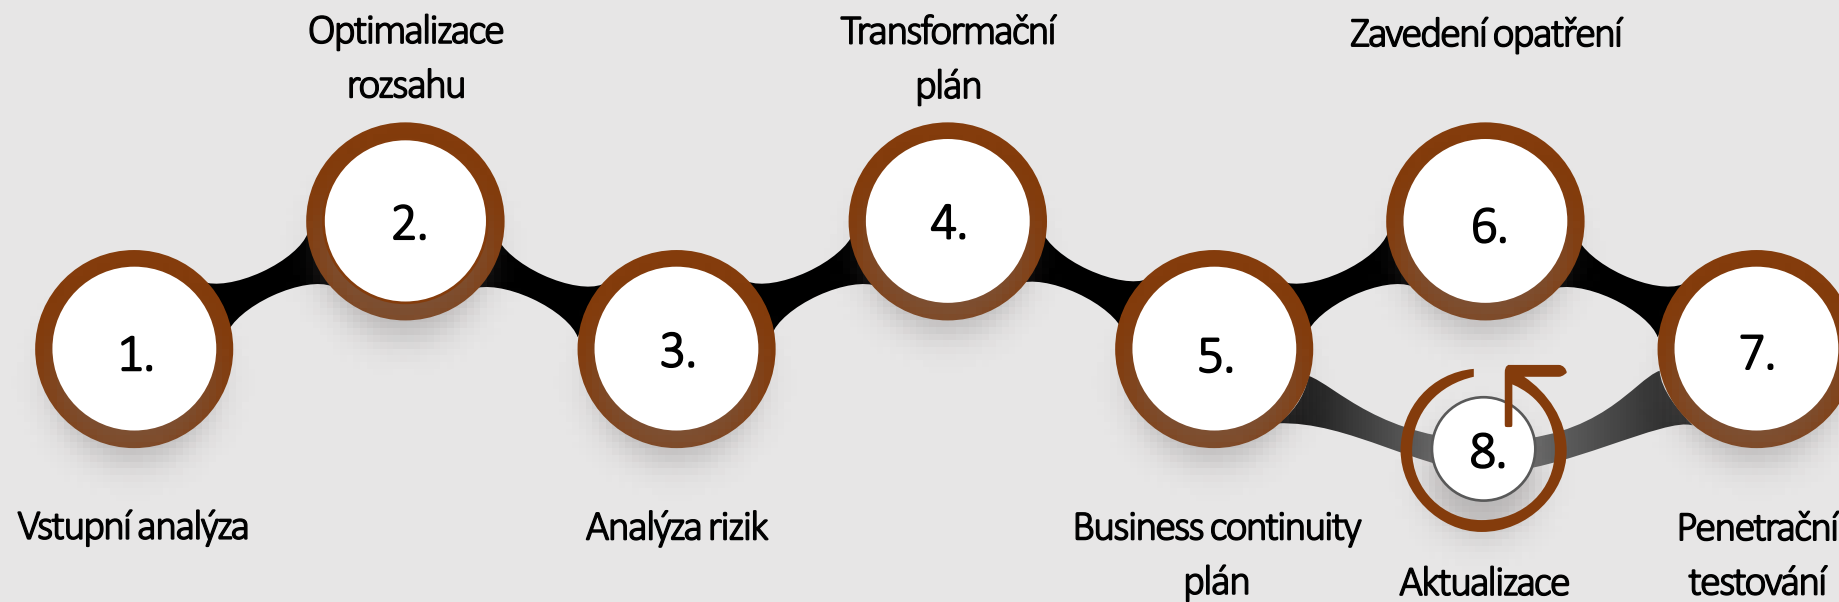 Optimalizace
rozsahu
Transformační
plán
Zavedení opatření
2.
4.
6.
1.
3.
5.
7.
8.
Vstupní analýza
Analýza rizik
Business continuity
plán
Aktualizace
Penetrační
testování